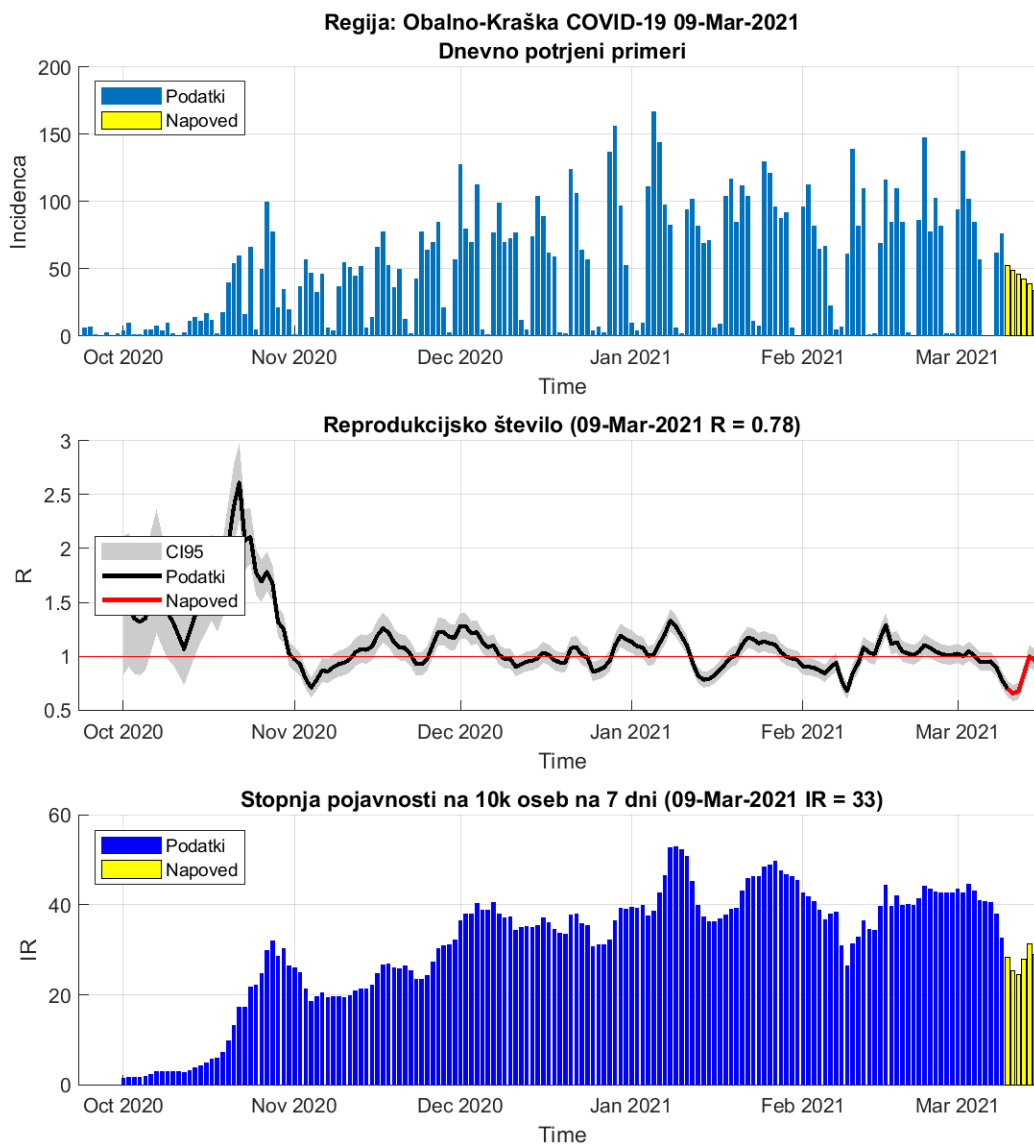 Regija: Obalno-Kraška COVID-19 09-Mar-2021
Dnevno potrjeni primeri
200
150
100
50
0
Incidenca
Podatki
Napoved
Oct 2020 Nov 2020 Dec 2020 Jan 2021 Feb 2021 Mar 2021
Time
Reprodukcijsko število (09-Mar-2021 R = 0.78)
3
2.5
2
1.5
1
0.5
R
CI95
Podatki
Napoved
Oct 2020 Nov 2020 Dec 2020 Jan 2021 Feb 2021 Mar 2021
Time
Stopnja pojavnosti na 10k oseb na 7 dni (09-Mar-2021 IR = 33)
60
40
20
0
IR
Podatki
Napoved
Oct 2020 Nov 2020 Dec 2020 Jan 2021 Feb 2021 Mar 2021
Time